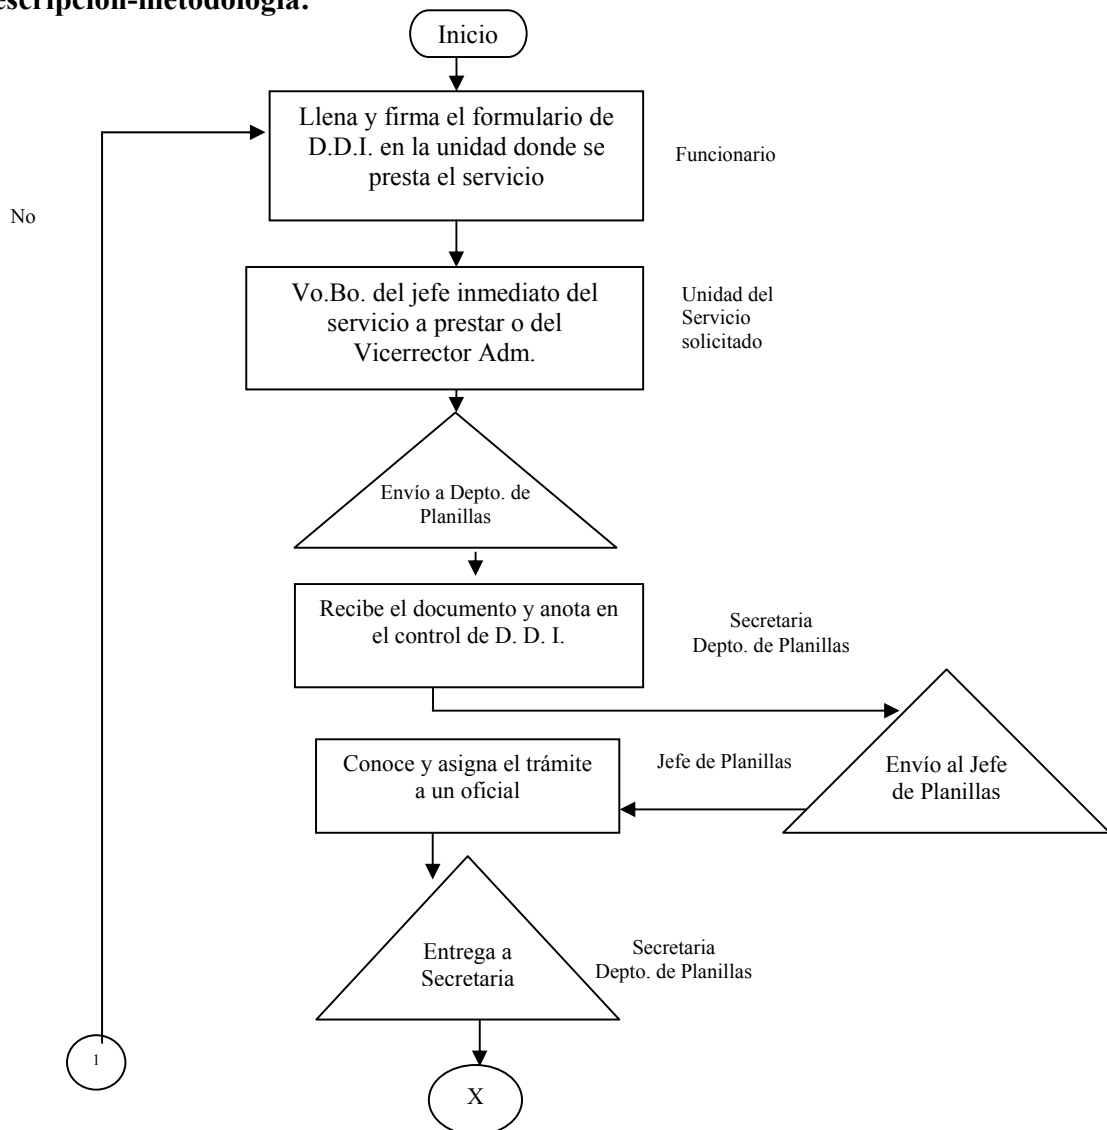 escripción-metodología:
Inicio
Llena y firma el formulario de
D.D.I. en la unidad donde se
presta el servicio
Funcionario
No
Vo.Bo. del jefe inmediato del
servicio a prestar o del
Vicerrector Adm.
Unidad del
Servicio
solicitado
Envío a Depto. de
Planillas
Recibe el documento y anota en
el control de D. D. I.
Secretaria
Depto. de Planillas
Envío al Jefe
de Planillas
Jefe de Planillas
Conoce y asigna el trámite
a un oficial
Entrega a
Secretaria
Secretaria
Depto. de Planillas
1
X